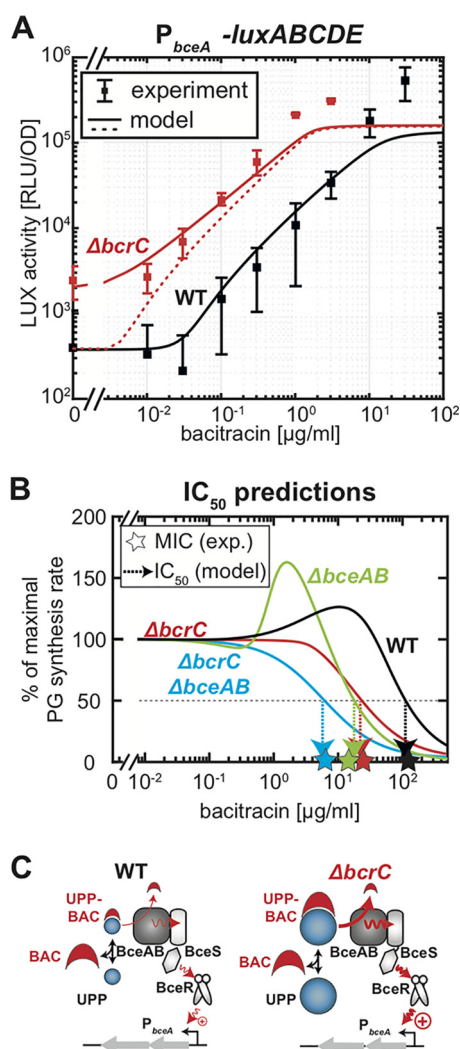 A
P_bceA -luxABCDE
LUX activity [RLU/OD]
10^6
10^5
10^4
10^3
10^2
experiment
model
ΔbcrC
WT
0
10^-2
10^-1
10^0
10^1
10^2
bacitracin [µg/ml]
B
IC_50 predictions
% of maximal
PG synthesis rate
200
150
100
50
0
MIC (exp.)
IC_50 (model)
ΔbceAB
ΔbcrC
WT
ΔbcrC
ΔbceAB
0
10^-2
10^0
10^1
10^2
bacitracin [µg/ml]
C
WT
UPP-
BAC
BAC
UPP
BceAB
BceS
BceR
P_bceA
+
ΔbcrC
UPP-
BAC
BAC
UPP
BceAB
BceS
BceR
P_bceA
+